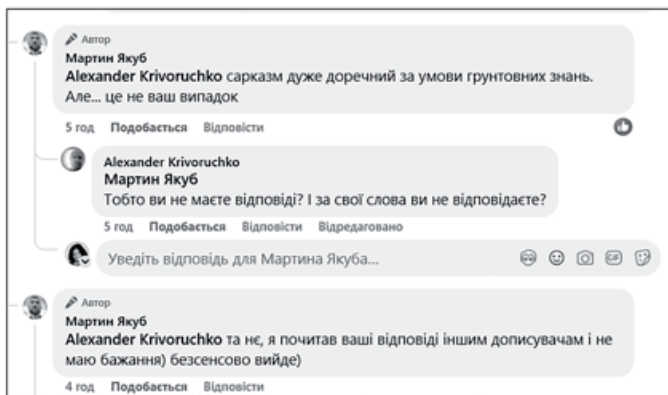 Автор
Мартин Якуб
Alexander Krivoruchko сарказм дуже доречний за умови грунтовних знань.
Але... це не ваш випадок
5 год Подобається Відповісти
Alexander Krivoruchko
Мартин Якуб
Тобто ви не маєте відповіді? І за свої слова ви не відповідаєте?
5 год Подобається Відповісти Відредаговано
Уведіть відповідь для Мартина Якуба...
GIF
Автор
Мартин Якуб
Alexander Krivoruchko та нє, я почитав ваші відповіді іншим дописувачам і не
маю бажання) безсенсово вийде)
4 год Подобається Відповісти